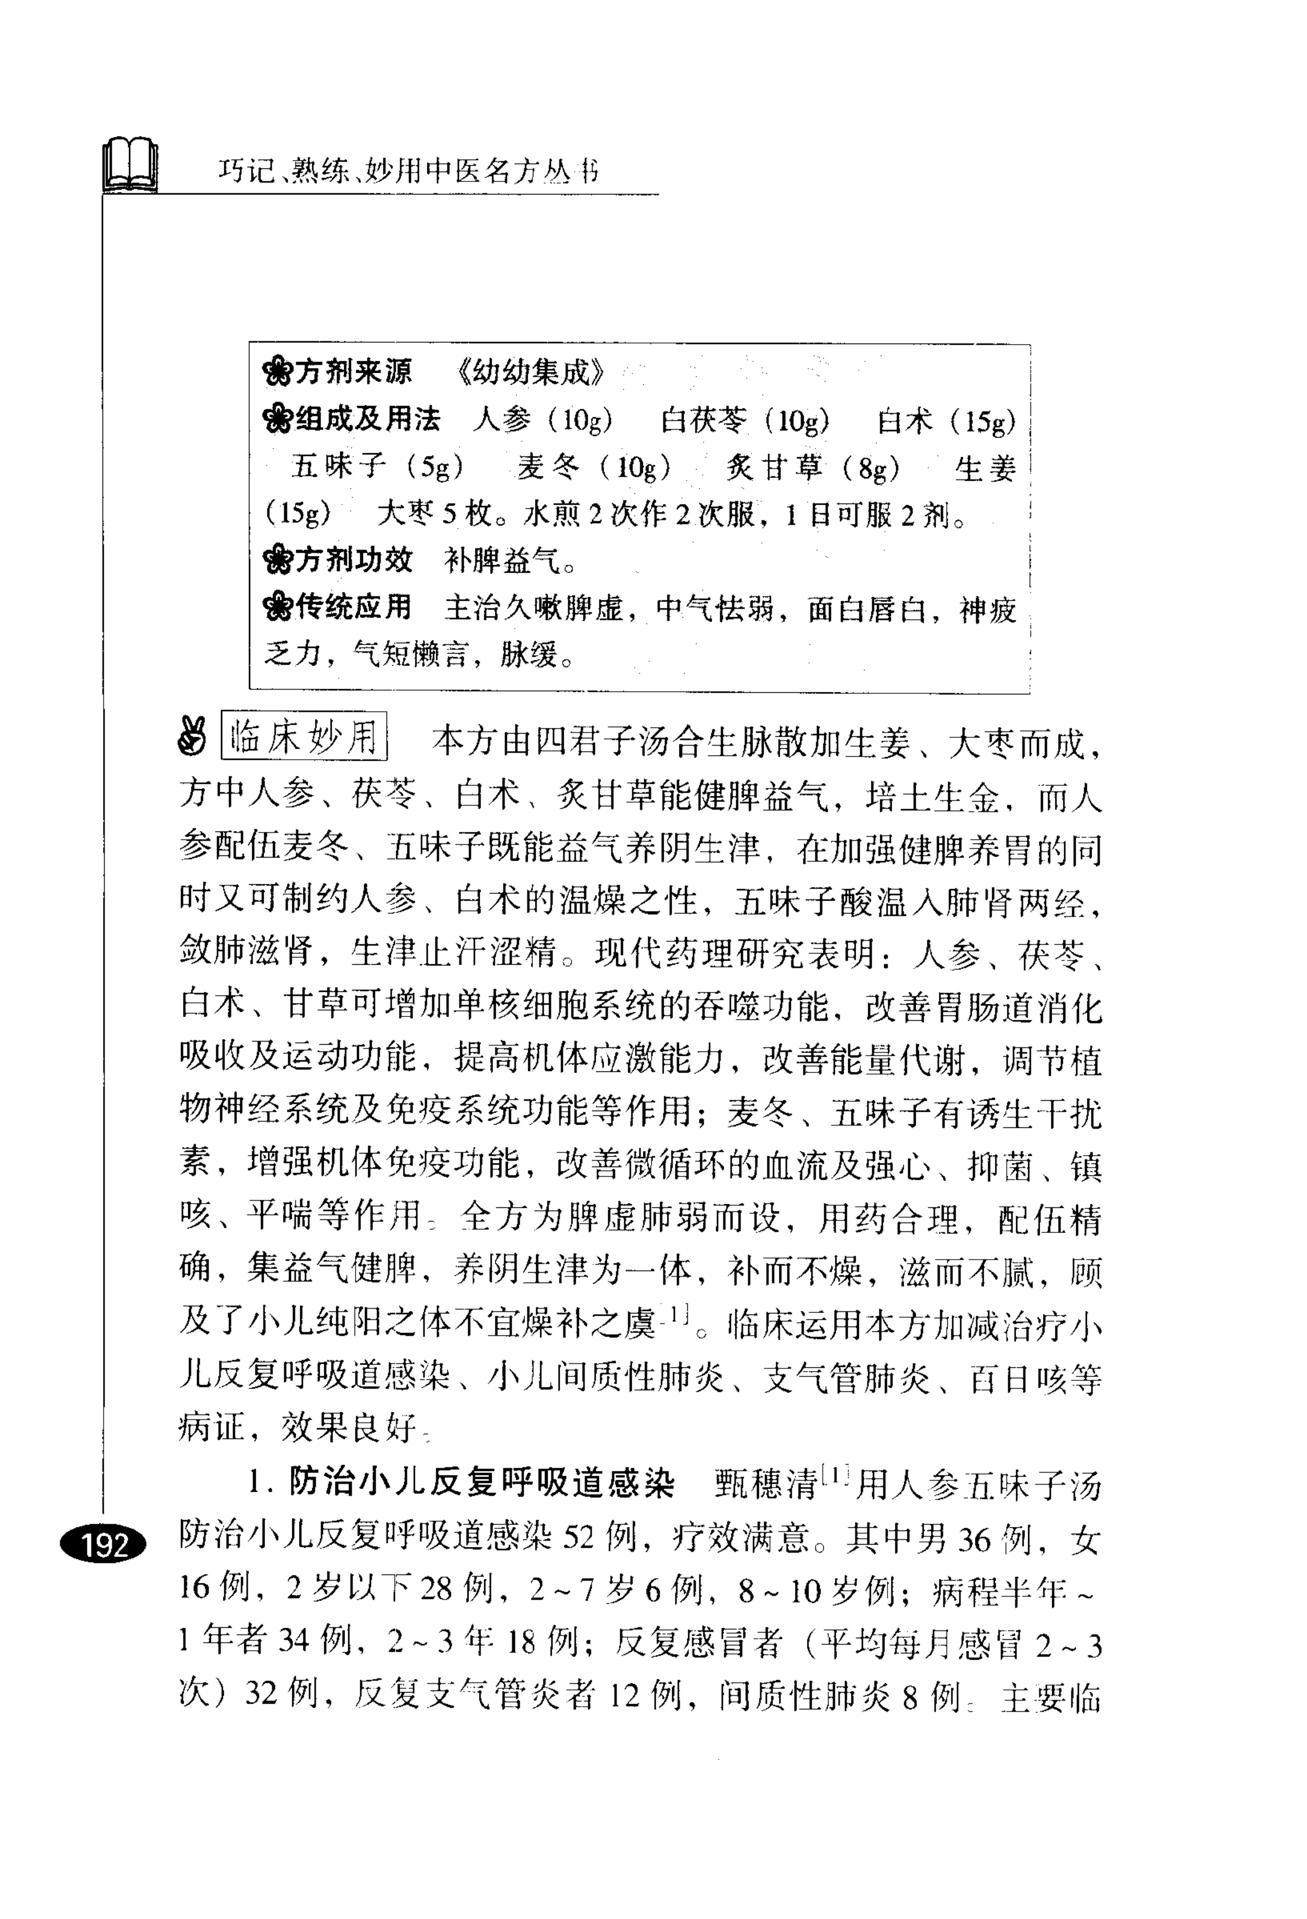 巧记、熟练、妙用中医名方丛书
方剂来源 《幼幼集成》
组成及用法 人参（10g） 白茯苓（10g） 白术（15g）
五味子（5g） 麦冬（10g） 炙甘草（8g） 生姜
（15g） 大枣5枚。水煎2次作2次服，1日可服2剂。
方剂功效 补脾益气。
传统应用 主治久嗽脾虚，中气怯弱，面白唇白，神疲
乏力，气短懒言，脉缓。
临床妙用 本方由四君子汤合生脉散加生姜、大枣而成，
方中人参、茯苓、白术、炙甘草能健脾益气，培土生金，而人
参配伍麦冬、五味子既能益气养阴生津，在加强健脾养胃的同
时又可制约人参、白术的温燥之性，五味子酸温入肺肾两经，
敛肺滋肾，生津止汗涩精。现代药理研究表明：人参、茯苓、
白术、甘草可增加单核细胞系统的吞噬功能，改善胃肠道消化
吸收及运动功能，提高机体应激能力，改善能量代谢，调节植
物神经系统及免疫系统功能等作用；麦冬、五味子有诱生干扰
素，增强机体免疫功能，改善微循环的血流及强心、抑菌、镇
咳、平喘等作用。全方为脾虚肺弱而设，用药合理，配伍精
确，集益气健脾，养阴生津为一体，补而不燥，滋而不腻，顾
及了小儿纯阳之体不宜燥补之虞[1]。临床运用本方加减治疗小
儿反复呼吸道感染、小儿间质性肺炎、支气管肺炎、百日咳等
病证，效果良好。
1. 防治小儿反复呼吸道感染 甄穗清[1]用人参五味子汤
防治小儿反复呼吸道感染52例，疗效满意。其中男36例，女
16例，2岁以下28例，2~7岁6例，8~10岁例；病程半年~
1年者34例，2~3年18例；反复感冒者（平均每月感冒2~3
次）32例，反复支气管炎者12例，间质性肺炎8例。主要临
192